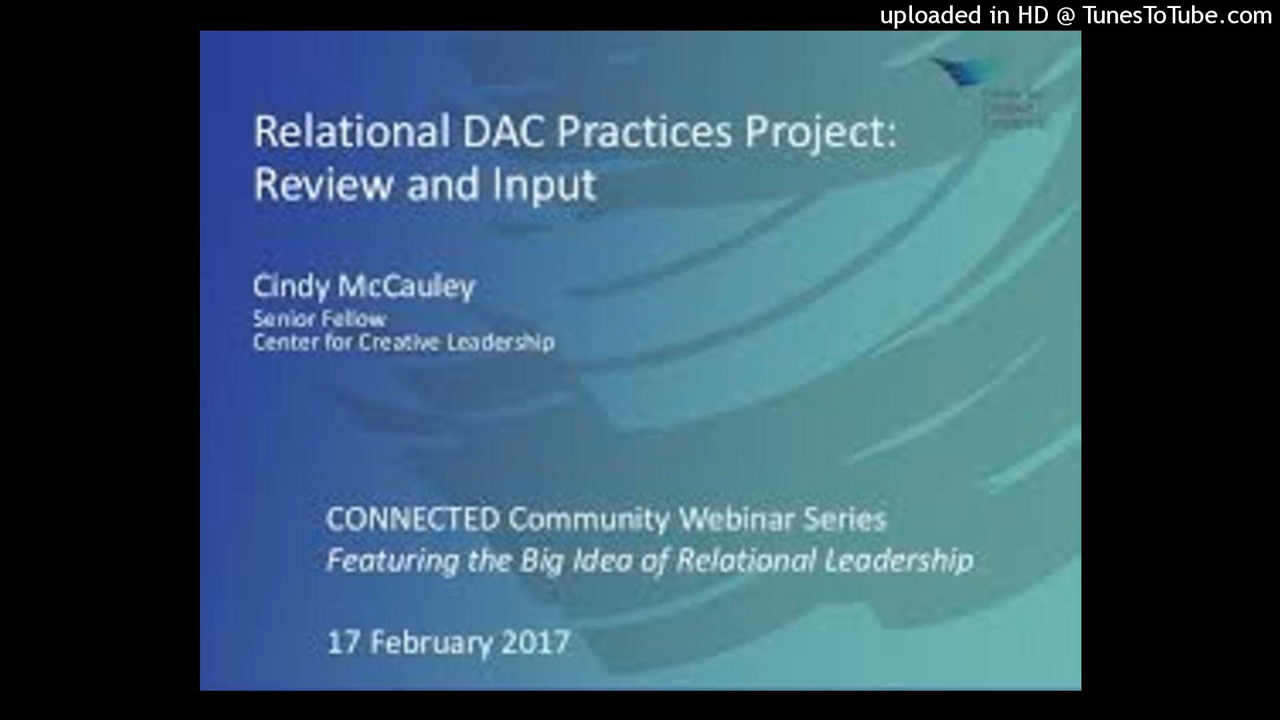 uploaded in HD @ TunesToTube.com
Relational DAC Practices Project:
Review and Input
Cindy McCauley
Senior Fellow
Center for Creative Leadership
CONNECTED Community Webinar Series
Featuring the Big Idea of Relational Leadership
17 February 2017